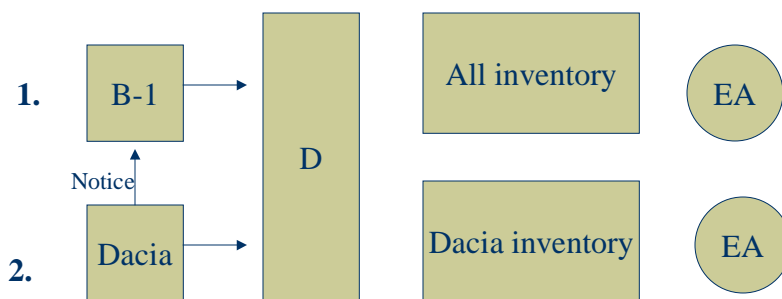 1.
B-1
D
All inventory
EA
Notice
2.
Dacia
Dacia inventory
EA